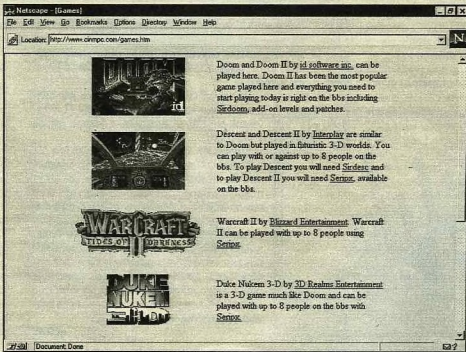 Netscape - [Games]
File Edit View Go Bookmarks Options Directory Window Help
Location: http://www.cinmpc.com/games.htm
N
DOOM
id
Doom and Doom II by id software inc. can be
played here. Doom II has been the most popular
game played here and everything you need to
start playing today is right on the bbs including
Sirdoom, add-on levels and patches.
Descent and Descent II by Interplay are similar
to Doom but played in futuristic 3-D worlds. You
can play with or against up to 8 people on the
bbs. To play Descent you will need Sirdesc and
to play Descent II you will need Seripx, available
on the bbs.
WARCRAFT
II
TIDES OF DARKNESS
Warcraft II by Blizzard Entertainment. Warcraft
II can be played with up to 8 people using
Seripx.
DUKE
NUKEM
3D
Duke Nukem 3-D by 3D Realms Entertainment
is a 3-D game much like Doom and can be
played with up to 8 people on the bbs with
Seripx.
Document: Done